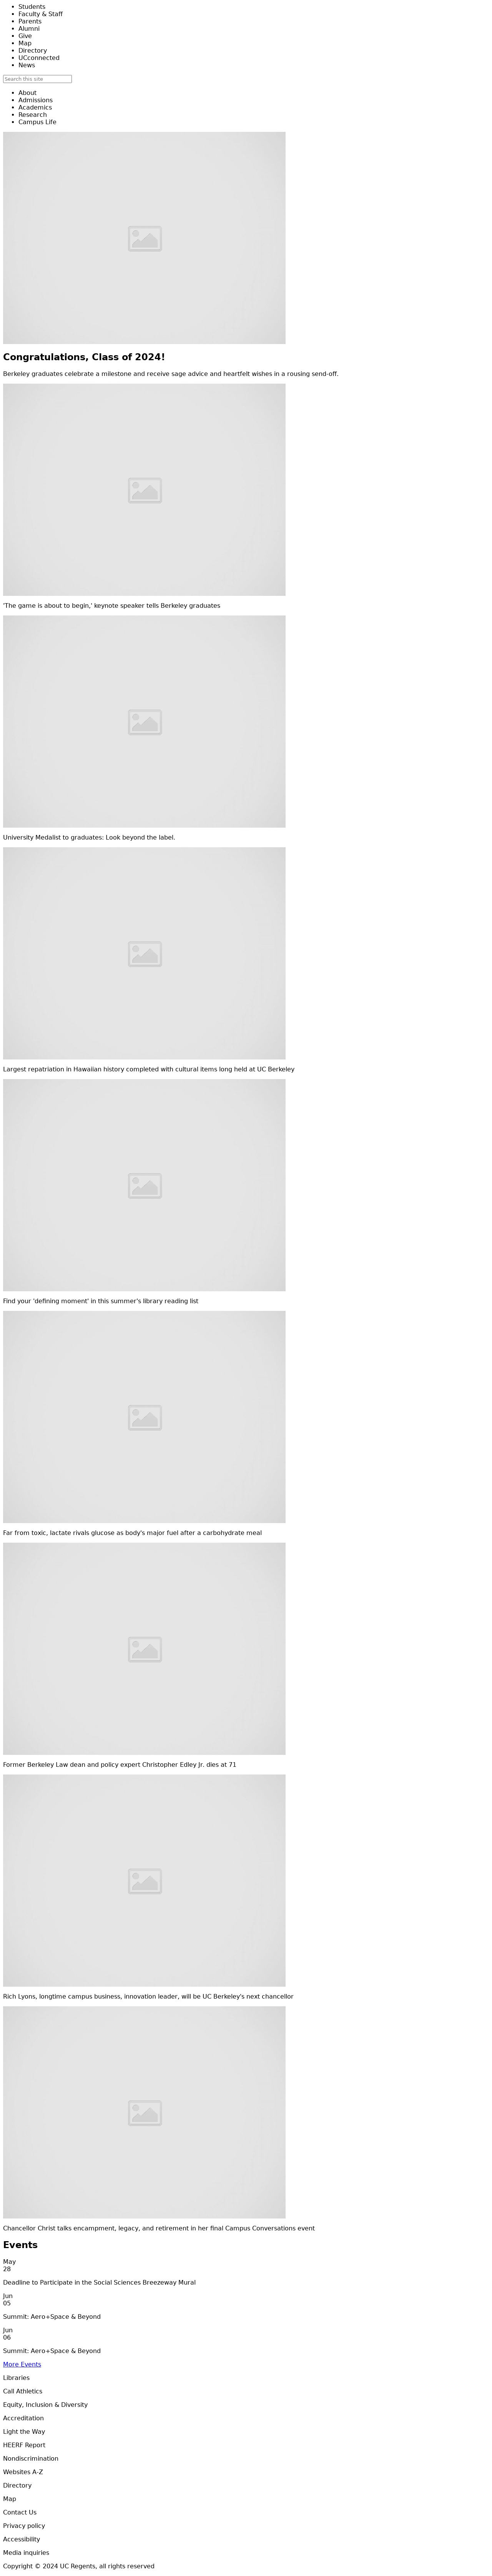 Students
Faculty & Staff
Parents
Alumni
Give
Map
Directory
UCconnected
News
Search this site
About
Admissions
Academics
Research
Campus Life
Congratulations, Class of 2024!
Berkeley graduates celebrate a milestone and receive sage advice and heartfelt wishes in a rousing send-off.
'The game is about to begin,' keynote speaker tells Berkeley graduates
University Medalist to graduates: Look beyond the label.
Largest repatriation in Hawaiian history completed with cultural items long held at UC Berkeley
Find your 'defining moment' in this summer's library reading list
Far from toxic, lactate rivals glucose as body's major fuel after a carbohydrate meal
Former Berkeley Law dean and policy expert Christopher Edley Jr. dies at 71
Rich Lyons, longtime campus business, innovation leader, will be UC Berkeley's next chancellor
Chancellor Christ talks encampment, legacy, and retirement in her final Campus Conversations event
Events
May
28
Deadline to Participate in the Social Sciences Breezeway Mural
Jun
05
Summit: Aero+Space & Beyond
Jun
06
Summit: Aero+Space & Beyond
More Events
Libraries
Call Athletics
Equity, Inclusion & Diversity
Accreditation
Light the Way
HEERF Report
Nondiscrimination
Websites A-Z
Directory
Map
Contact Us
Privacy policy
Accessibility
Media inquiries
Copyright © 2024 UC Regents, all rights reserved